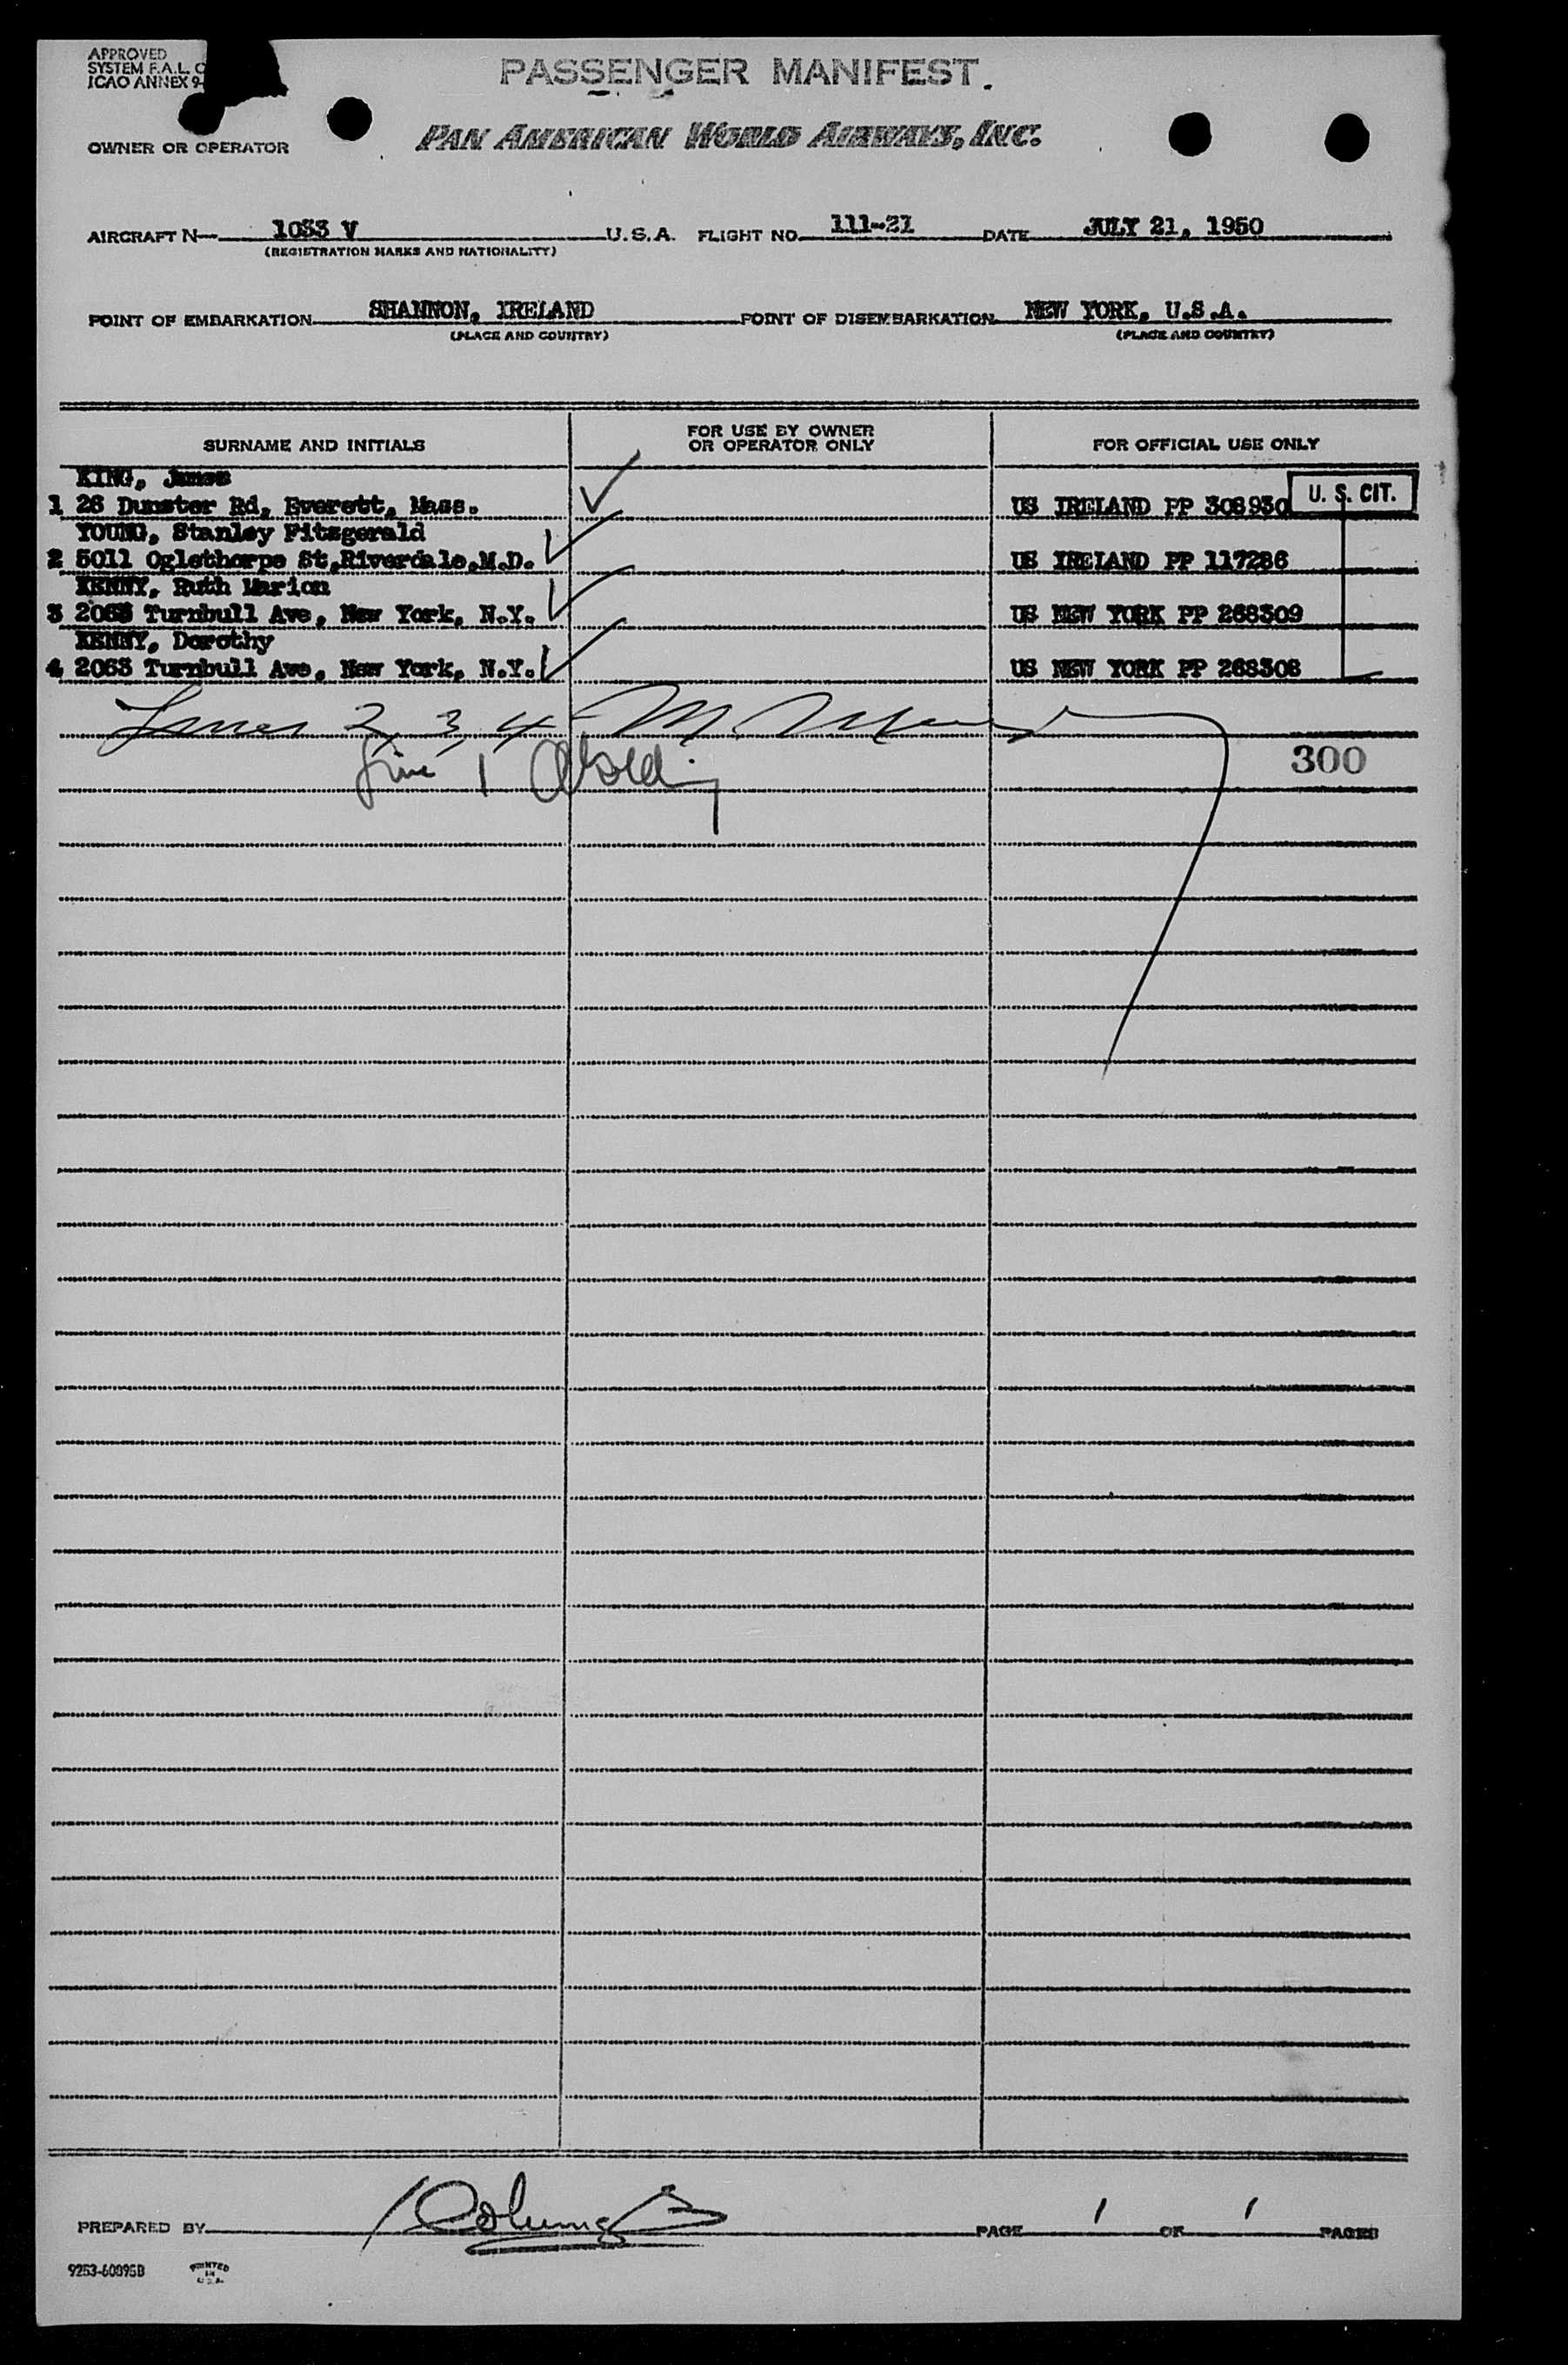 APPROVED
SYSTEM F.A.L.
ICAO ANNEX 9
PASSENGER MANIFEST.
OWNER OR OPERATOR
PAN AMERICAN WORLD AIRWAYS, INC.
AIRCRAFT N— 1033 V U.S.A. FLIGHT NO. 111-21 DATE JULY 21, 1950
(REGISTRATION MARKS AND NATIONALITY)
POINT OF EMBARKATION SHANNON, IRELAND POINT OF DISEMBARKATION NEW YORK, U.S.A.
(PLACE AND COUNTRY) (PLACE AND COUNTRY)
SURNAME AND INITIALS FOR USE BY OWNER OR OPERATOR ONLY FOR OFFICIAL USE ONLY
KING, James
1 26 Dunster Rd, Everett, Mass. US IRELAND PP 308930 U. S. CIT.
YOUNG, Stanley Fitzgerald
2 5011 Oglethorpe St,Riverdale,M.D. US IRELAND PP 117286
KENNY, Ruth Marion
3 2063 Turnbull Ave, New York, N.Y. US NEW YORK PP 268309
KENNY, Dorothy
4 2063 Turnbull Ave, New York, N.Y. US NEW YORK PP 268308
Lines 2, 3, 4 - M.
300
Line 1
PREPARED BY PAGE 1 OF 1 PAGES
9253-60895B PRINTED IN U.S.A.